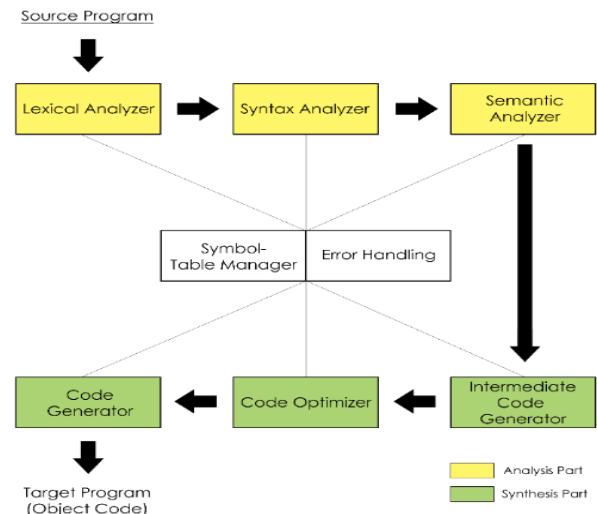 Source Program
Lexical Analyzer
Syntax Analyzer
Semantic
Analyzer
Symbol-
Table Manager
Error Handling
Code
Generator
Code Optimizer
Intermediate
Code
Generator
Target Program
(Object Code)
Analysis Part
Synthesis Part